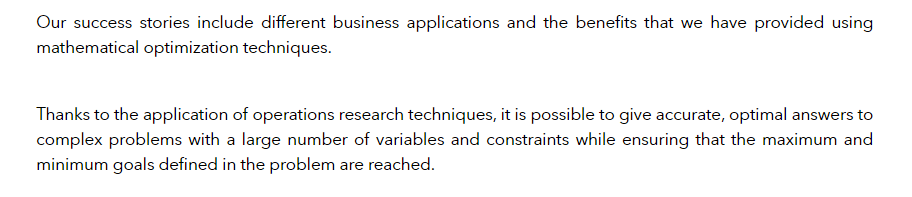 Our success stories include different business applications and the benefits that we have provided using
mathematical optimization techniques.
Thanks to the application of operations research techniques, it is possible to give accurate, optimal answers to
complex problems with a large number of variables and constraints while ensuring that the maximum and
minimum goals defined in the problem are reached.